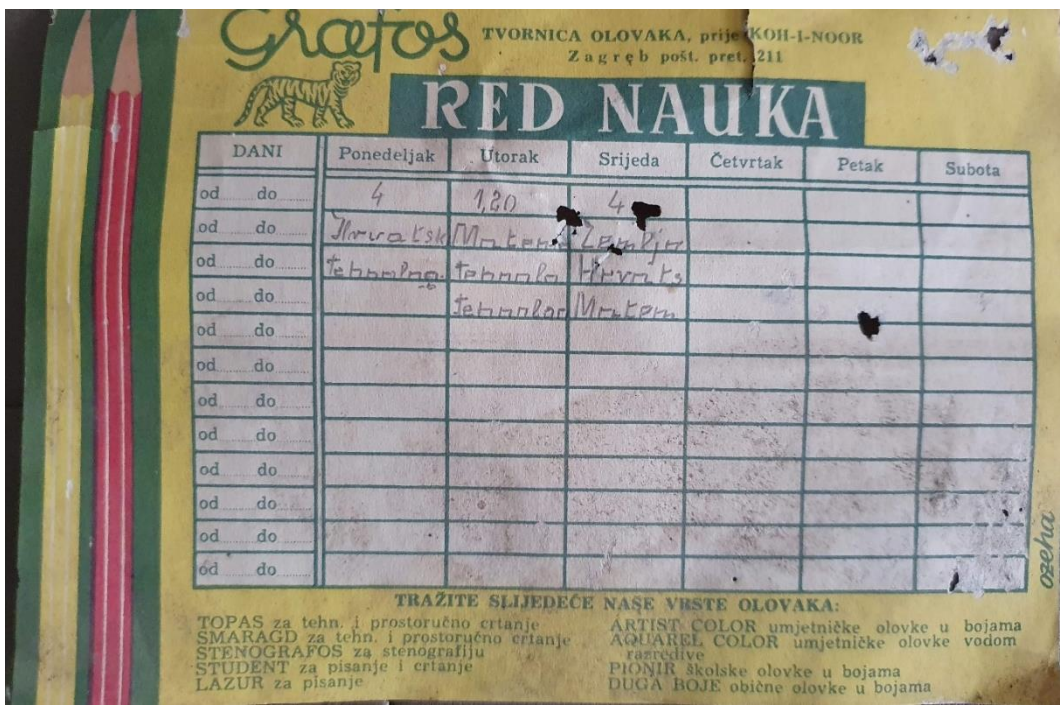 Grafos TVORNICA OLOVAKA, prije KOH-I-NOOR
Zagreb pošt. pret. 211
RED NAUKA
DANI Ponedeljak Utorak Srijeda Četvrtak Petak Subota
od do 4 1,20 4
od do Hrvatsk Matem Zemljo
od do tehnolog. tehnolo Hrvats
od do tehnolog Matem
od do
od do
od do
od do
od do
od do
od do
od do
TRAŽITE SLIJEDEĆE NAŠE VRSTE OLOVAKA:
TOPAS za tehn. i prostoručno crtanje
SMARAGD za tehn. i prostoručno crtanje
STENOGRAFOS za stenografiju
STUDENT za pisanje i crtanje
LAZUR za pisanje
ARTIST COLOR umjetničke olovke u bojama
AQUAREL COLOR umjetničke olovke vodom
razredive
PIONIR školske olovke u bojama
DUGA BOJE obične olovke u bojama
ozeha